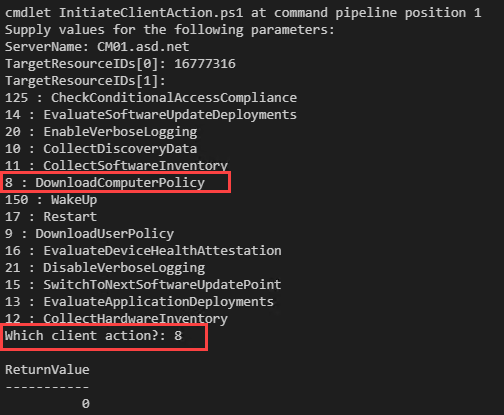 cmdlet InitiateClientAction.ps1 at command pipeline position 1
Supply values for the following parameters:
ServerName: CM01.asd.net
TargetResourceIDs[0]: 16777316
TargetResourceIDs[1]:
125 : CheckConditionalAccessCompliance
14 : EvaluateSoftwareUpdateDeployments
20 : EnableVerboseLogging
10 : CollectDiscoveryData
11 : CollectSoftwareInventory
8 : DownloadComputerPolicy
150 : WakeUp
17 : Restart
9 : DownloadUserPolicy
16 : EvaluateDeviceHealthAttestation
21 : DisableVerboseLogging
15 : SwitchToNextSoftwareUpdatePoint
13 : EvaluateApplicationDeployments
12 : CollectHardwareInventory
Which client action?: 8
ReturnValue
-----------
0